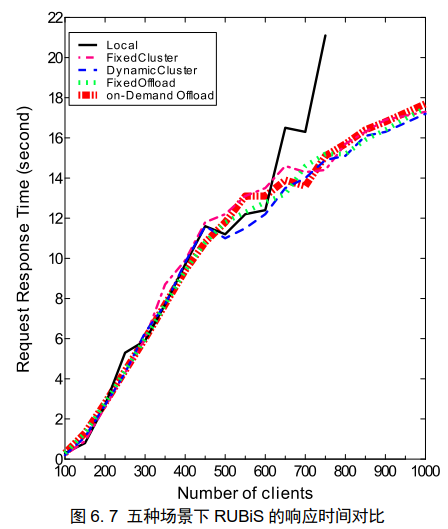 22
20
18
16
14
12
10
8
6
4
2
0
Request Response Time (second)
Local
FixedCluster
DynamicCluster
FixedOffload
on-Demand Offload
100 200 300 400 500 600 700 800 900 1000
Number of clients
图 6. 7 五种场景下 RUBiS 的响应时间对比